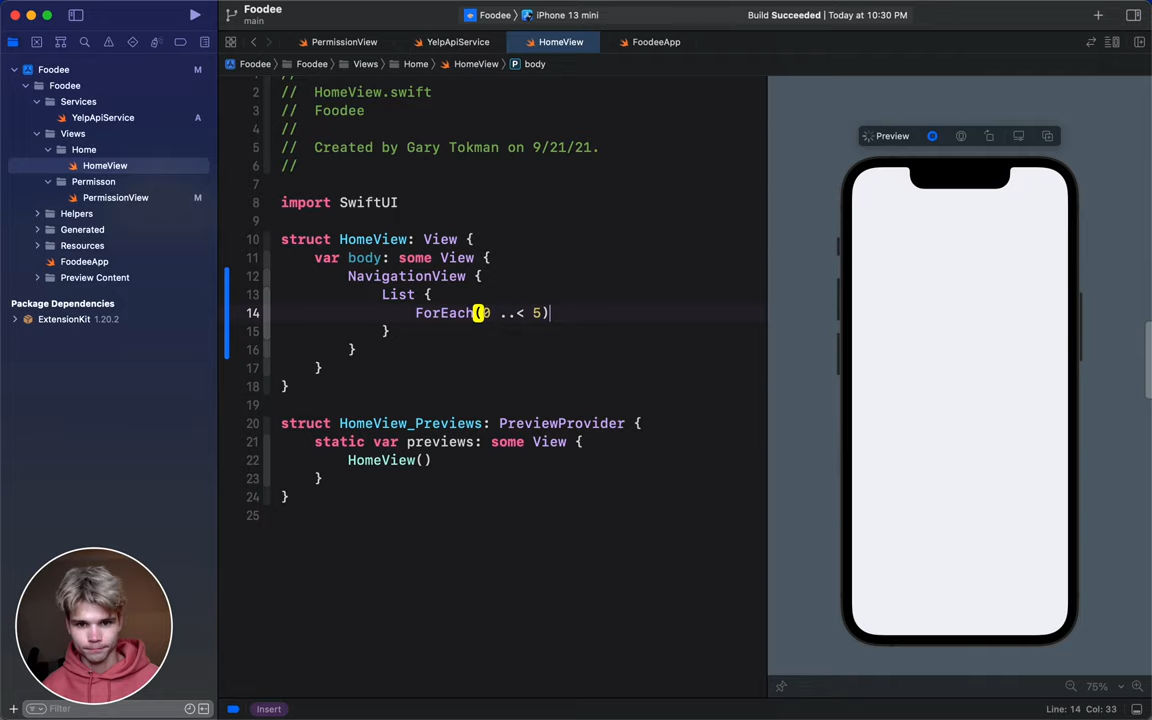 Foodee
main
Foodee
iPhone 13 mini
Build Succeeded | Today at 10:30 PM
PermissionView
YelpApiService
HomeView
FoodeeApp
Foodee
Foodee
Views
Home
HomeView
P
body
Foodee
M
Foodee
Services
YelpApiService
A
Views
Home
HomeView
Permisson
PermissionView
M
Helpers
Generated
Resources
FoodeeApp
Preview Content
Package Dependencies
ExtensionKit 1.20.2
Filter
2 // HomeView.swift
3 // Foodee
4 //
5 // Created by Gary Tokman on 9/21/21.
6 //
7
8 import SwiftUI
9
10 struct HomeView: View {
11 var body: some View {
12 NavigationView {
13 List {
14 ForEach(0 ..< 5)
15 }
16 }
17 }
18 }
19
20 struct HomeView_Previews: PreviewProvider {
21 static var previews: some View {
22 HomeView()
23 }
24 }
25
Preview
Insert
75%
Line: 14 Col: 33